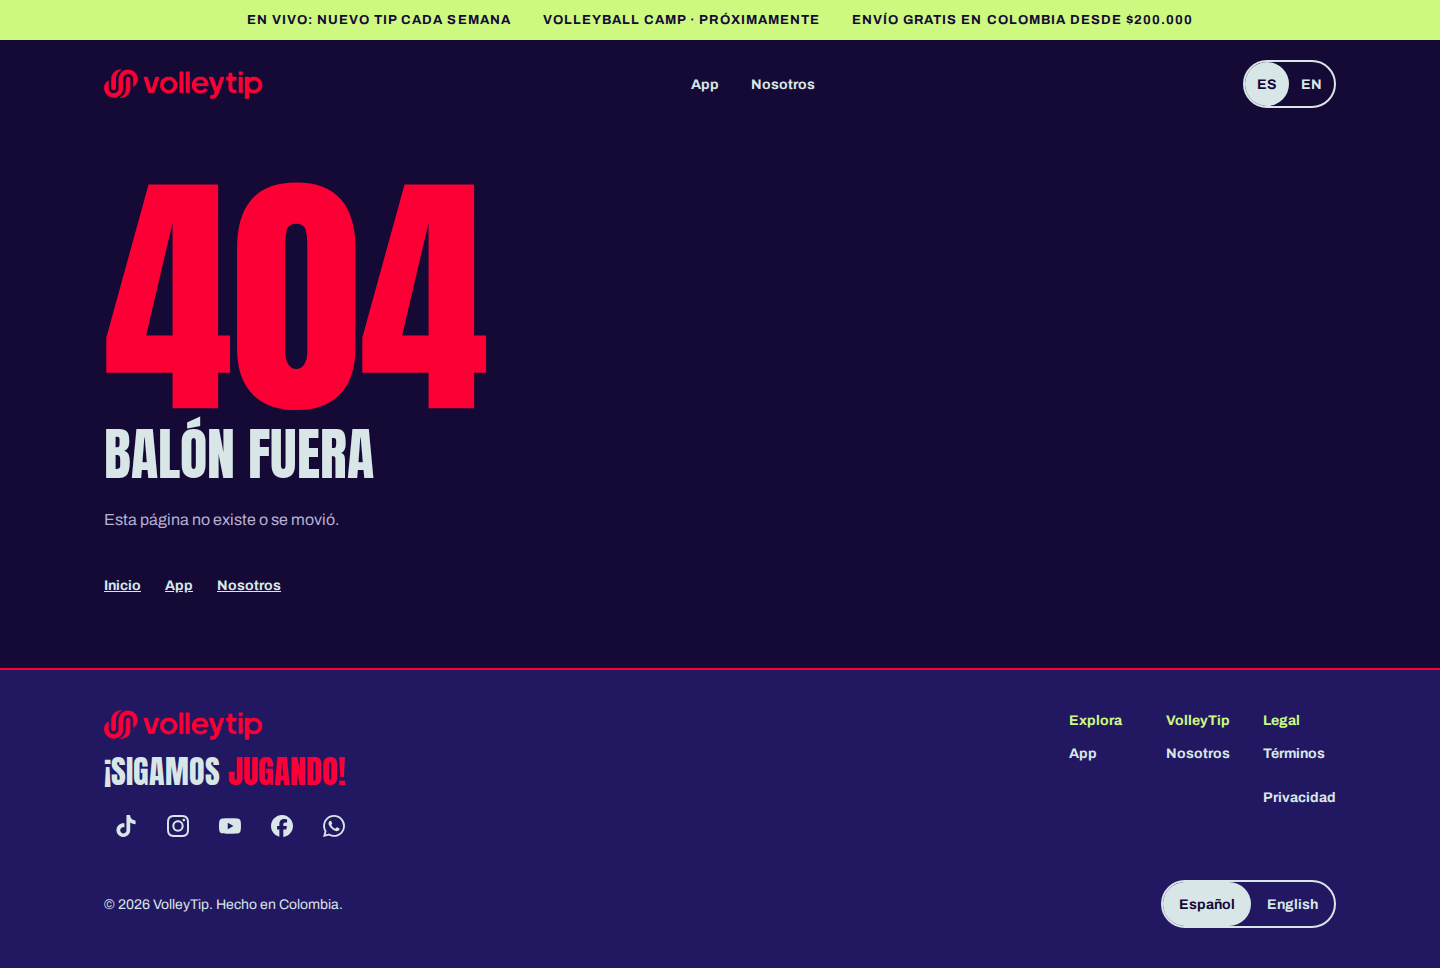 EN VIVO: NUEVO TIP CADA SEMANA VOLLEYBALL CAMP · PRÓXIMAMENTE ENVÍO GRATIS EN COLOMBIA DESDE $200.000
volleytip App Nosotros ES EN
404
BALÓN FUERA
Esta página no existe o se movió.
Inicio App Nosotros
volleytip
¡SIGAMOS JUGANDO!
Explora VolleyTip Legal
App Nosotros Términos
Privacidad
© 2026 VolleyTip. Hecho en Colombia.
Español English